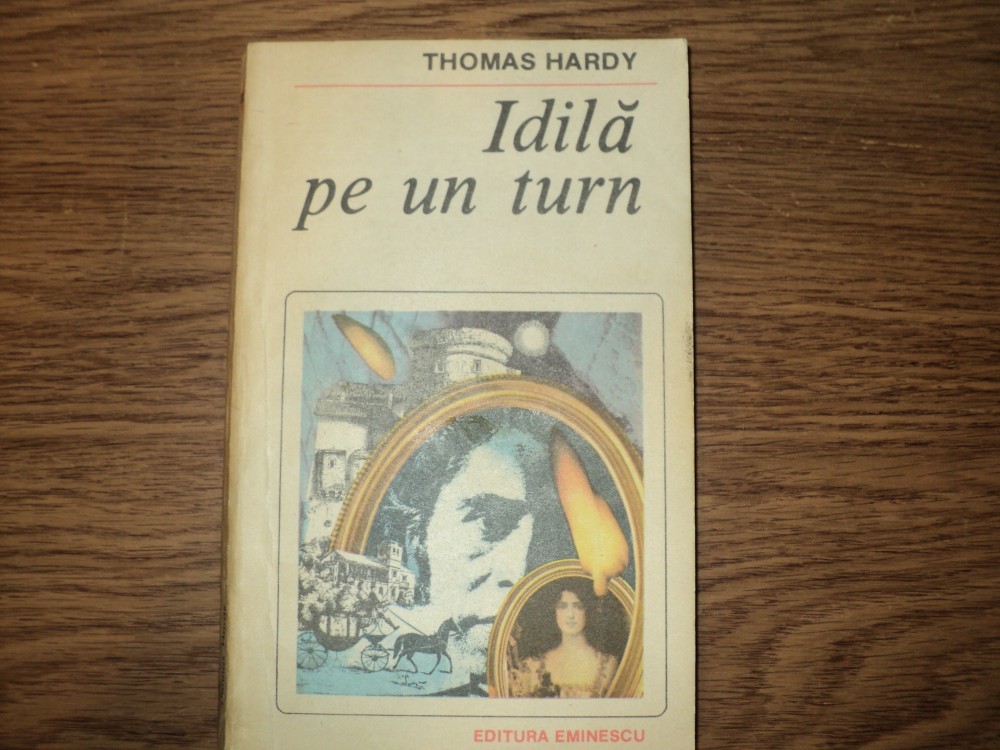 THOMAS HARDY
Idilă
pe un turn
EDITURA EMINESCU